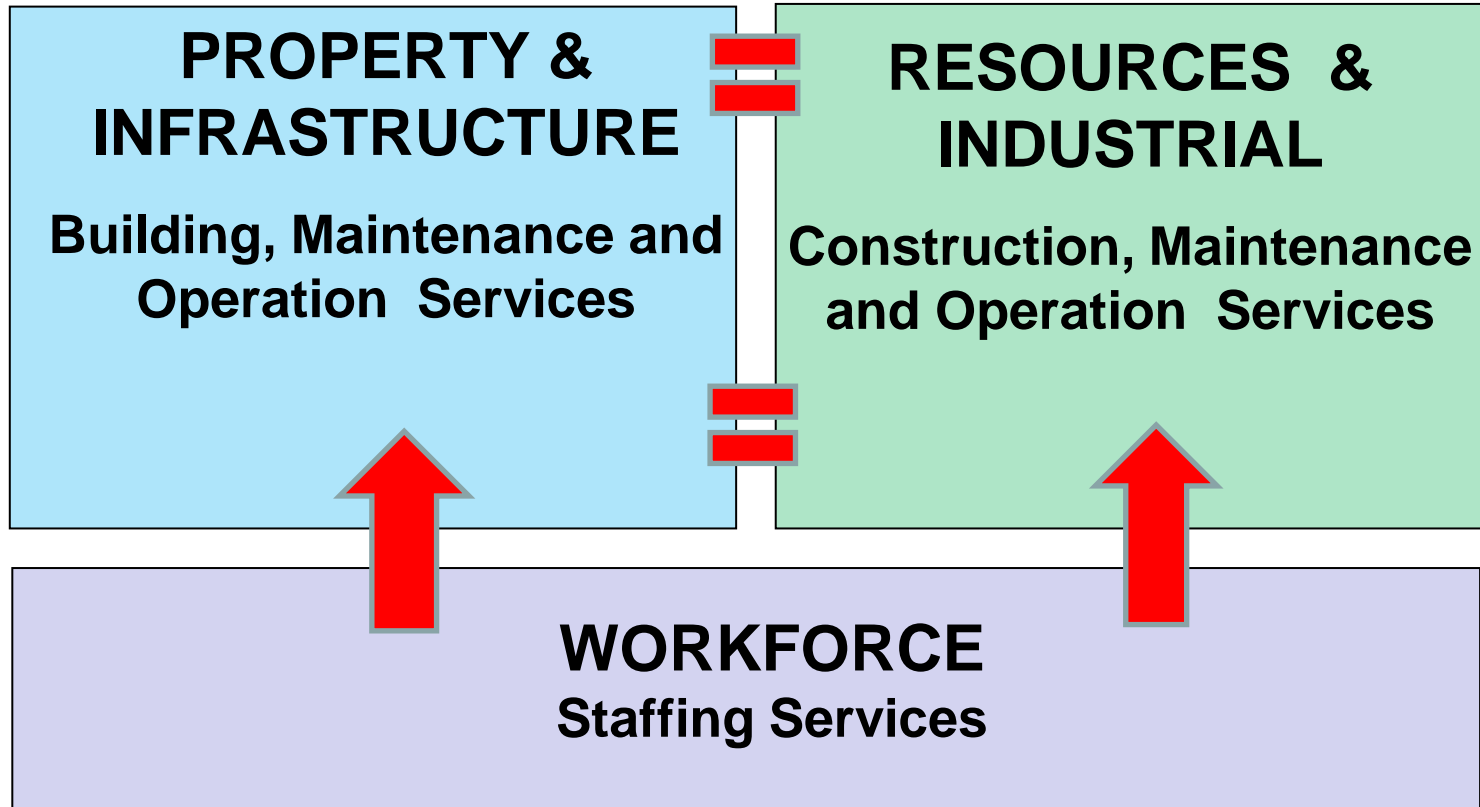 PROPERTY &
INFRASTRUCTURE
Building, Maintenance and
Operation Services
RESOURCES &
INDUSTRIAL
Construction, Maintenance
and Operation Services
WORKFORCE
Staffing Services